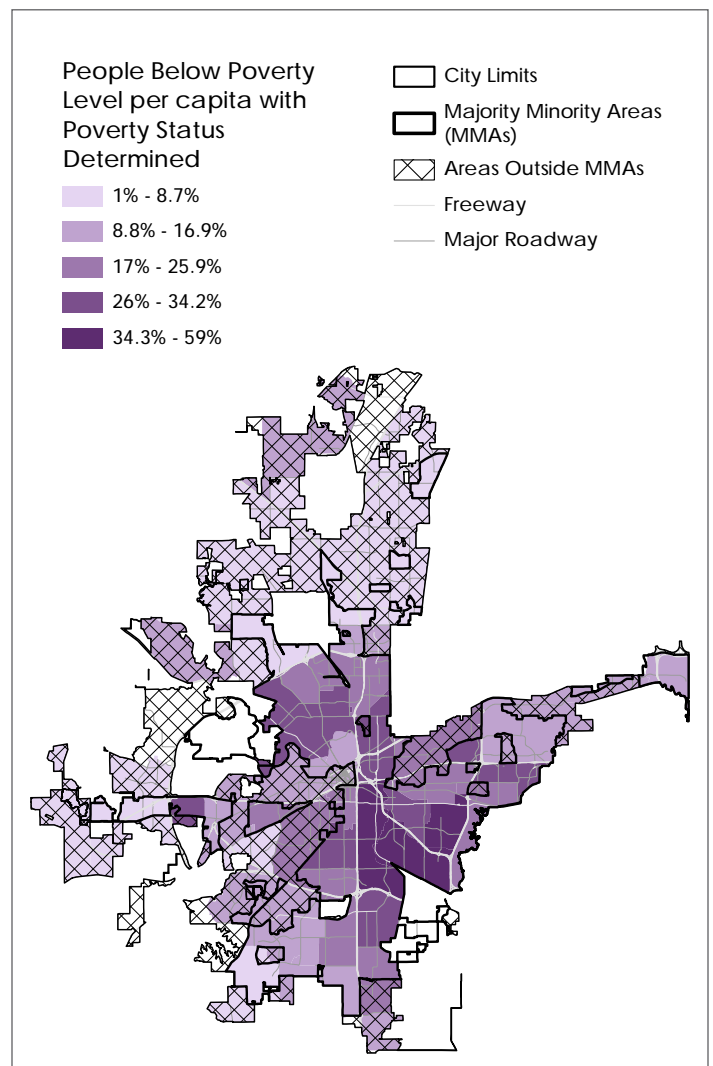 People Below Poverty
Level per capita with
Poverty Status
Determined
1% - 8.7%
8.8% - 16.9%
17% - 25.9%
26% - 34.2%
34.3% - 59%
City Limits
Majority Minority Areas
(MMAs)
Areas Outside MMAs
Freeway
Major Roadway